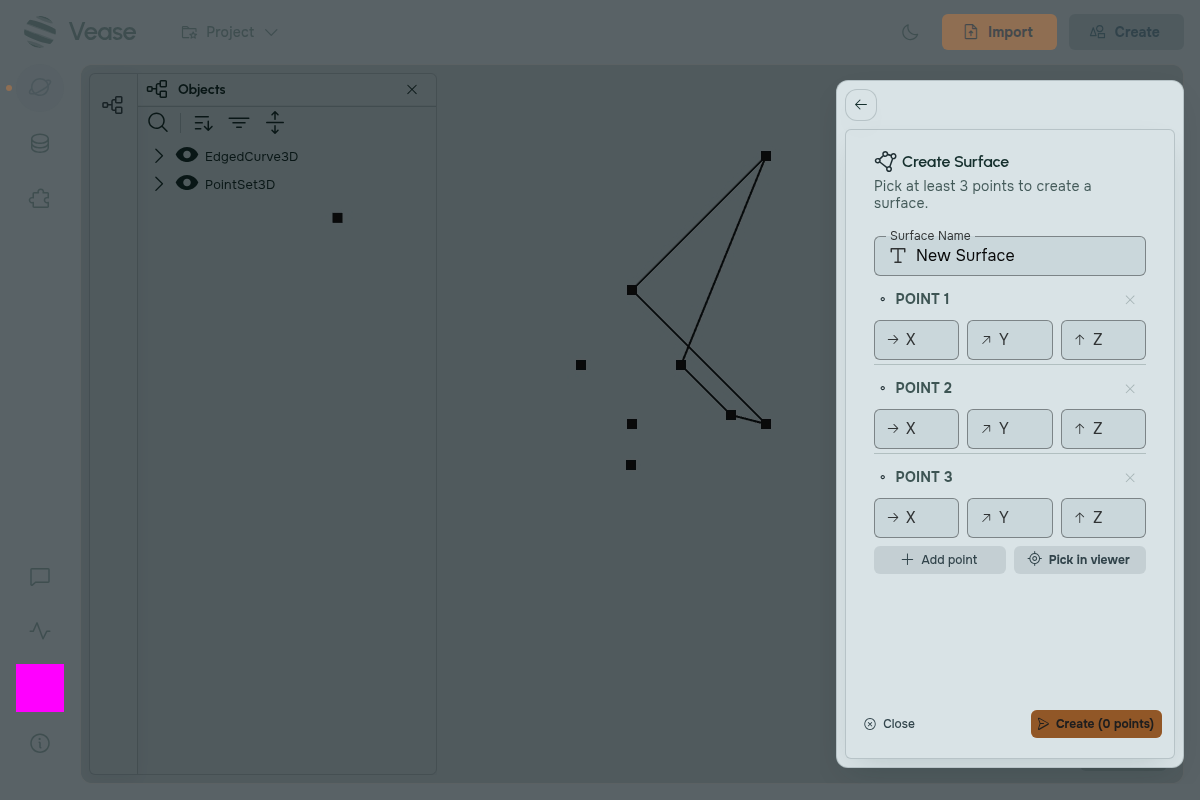 Vease
Project
Import
Create
Objects
EdgedCurve3D
PointSet3D
Create Surface
Pick at least 3 points to create a
surface.
Surface Name
New Surface
POINT 1
X
Y
Z
POINT 2
X
Y
Z
POINT 3
X
Y
Z
Add point
Pick in viewer
Close
Create (0 points)